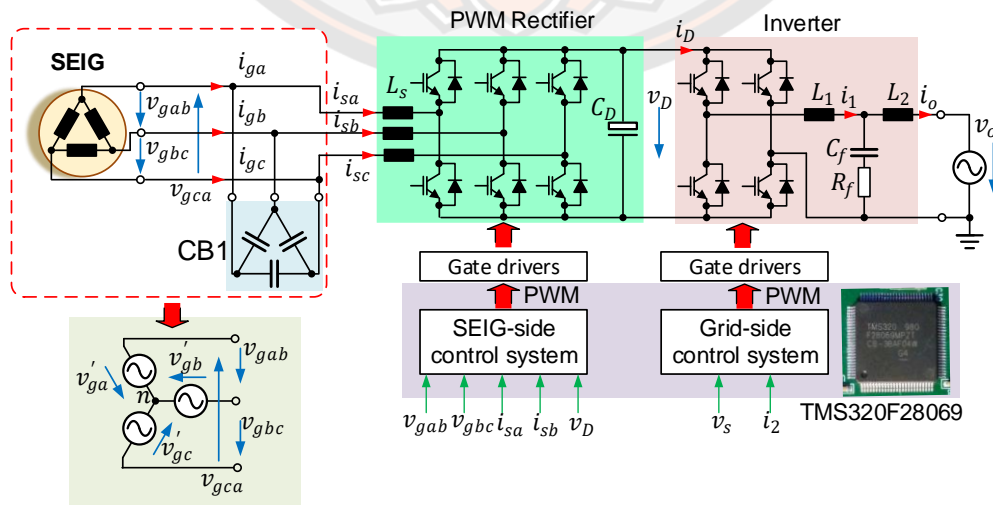 PWM Rectifier
Inverter
SEIG
i_ga
i_gb
i_gc
v_gab
v_gbc
v_gca
i_sa
i_sb
i_sc
L_s
C_D
v_D
i_D
L_1
i_1
L_2
i_o
C_f
R_f
v_o
CB1
Gate drivers
Gate drivers
PWM
PWM
SEIG-side
control system
Grid-side
control system
TMS320F28069
v_gab
v_gbc
i_sa
i_sb
v_D
v_s
i_2
v'_ga
v'_gb
v'_gc
n
v_gab
v_gbc
v_gca